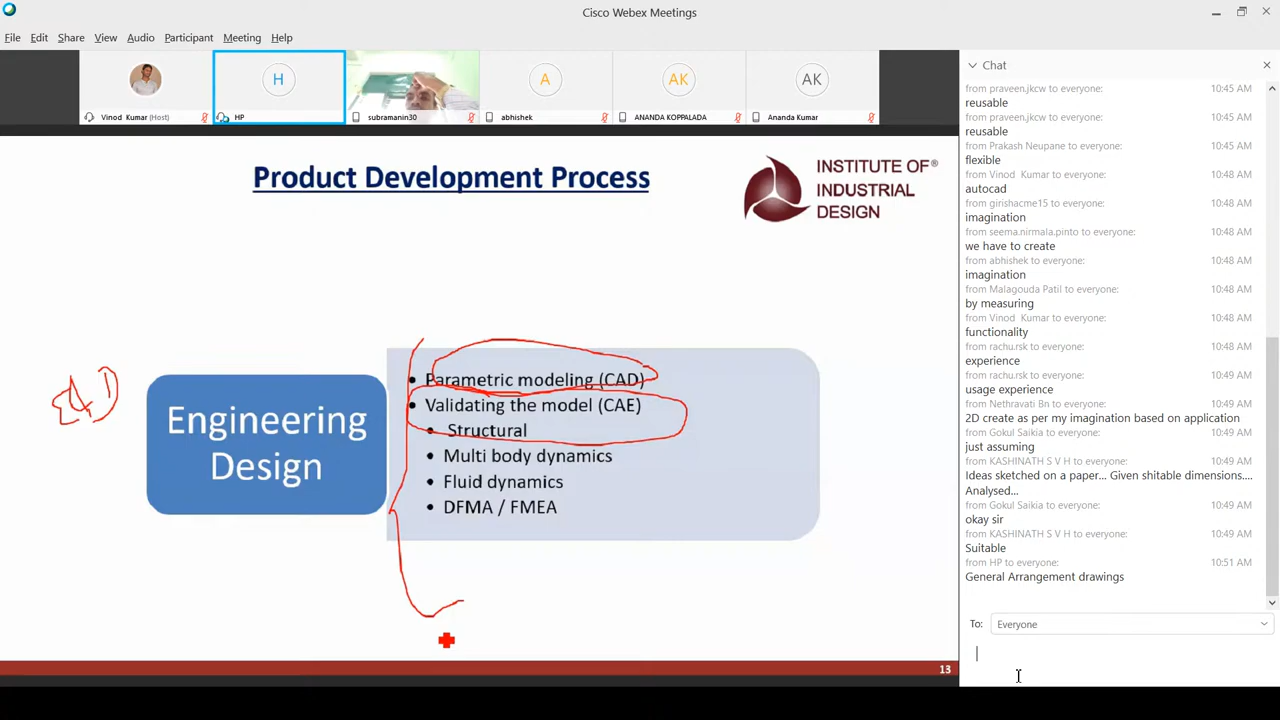 Cisco Webex Meetings
File Edit Share View Audio Participant Meeting Help
Vinod Kumar (Host)
H
HP
subramanin30
A
abhishek
AK
ANANDA KOPPALADA
AK
Ananda Kumar
Product Development Process
INSTITUTE OF®
INDUSTRIAL
DESIGN
Engineering
Design
• Parametric modeling (CAD)
• Validating the model (CAE)
• Structural
• Multi body dynamics
• Fluid dynamics
• DFMA / FMEA
13
Chat
from praveen.jkcw to everyone: 10:45 AM
reusable
from praveen.jkcw to everyone: 10:45 AM
reusable
from Prakash Neupane to everyone: 10:45 AM
flexible
from Vinod Kumar to everyone: 10:48 AM
autocad
from girishacme15 to everyone: 10:48 AM
imagination
from seema.nirmala.pinto to everyone: 10:48 AM
we have to create
from abhishek to everyone: 10:48 AM
imagination
from Malagouda Patil to everyone: 10:48 AM
by measuring
from Vinod Kumar to everyone: 10:48 AM
functionality
from rachu.rsk to everyone: 10:48 AM
experience
from rachu.rsk to everyone: 10:48 AM
usage experience
from Nethravati Bn to everyone: 10:48 AM
2D create as per my imagination based on application
from Gokul Saikia to everyone: 10:49 AM
just assuming
from KASHINATH S V H to everyone: 10:49 AM
Ideas sketched on a paper... Given shitable dimensions....
Analysed...
from Gokul Saikia to everyone: 10:49 AM
okay sir
from KASHINATH S V H to everyone: 10:49 AM
Suitable
from HP to everyone: 10:51 AM
General Arrangement drawings
To: Everyone